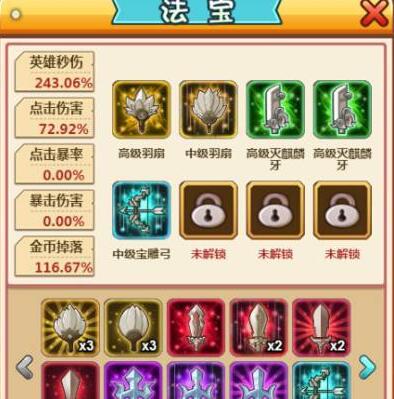 法宝
英雄秒伤
243.06%
点击伤害
72.92%
点击暴率
0.00%
暴击伤害
0.00%
金币掉落
116.67%
高级羽扇
中级羽扇
高级灭麒麟牙
高级灭麒麟牙
中级宝雕弓
未解锁
未解锁
未解锁
x3
x3
x2
x2